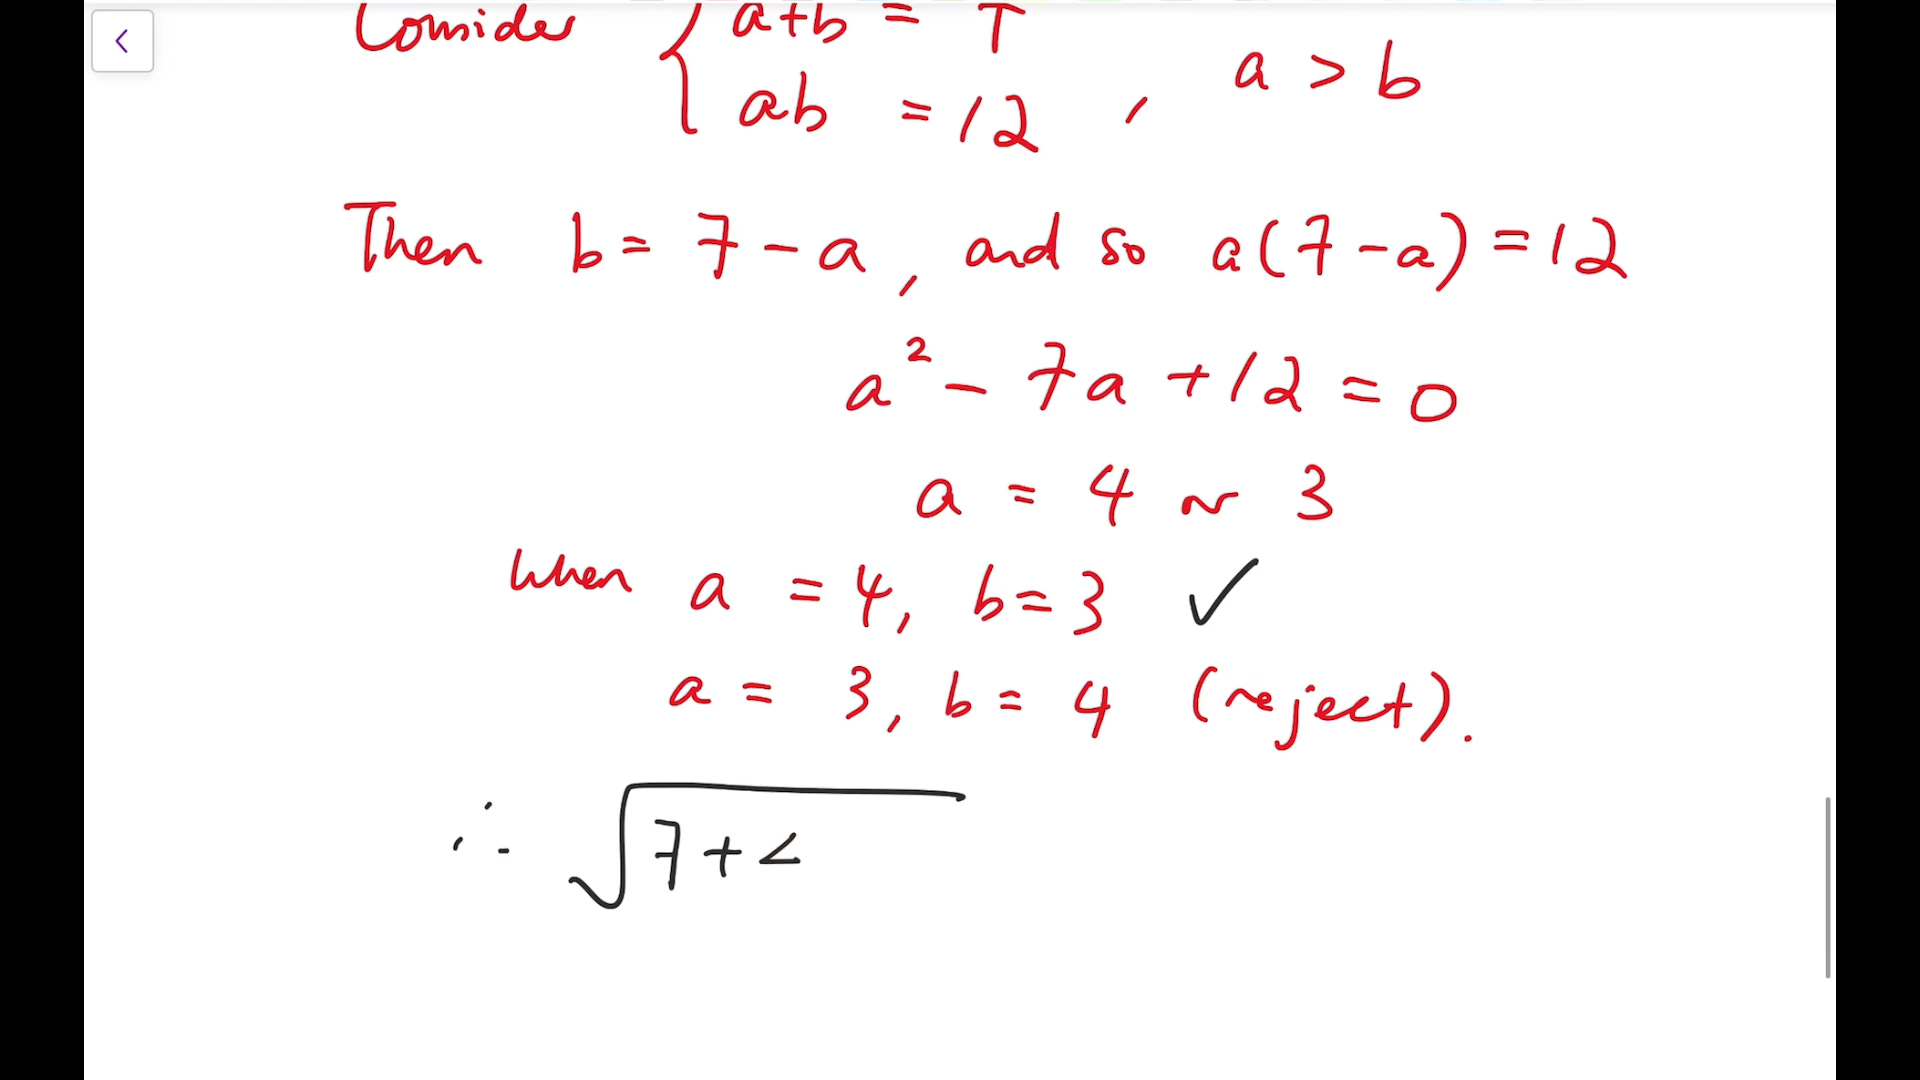 Consider { a+b = 7
ab = 12 , a > b
Then b = 7 - a , and so a(7-a) = 12
a² - 7a + 12 = 0
a = 4 or 3
When a = 4, b = 3 ✓
a = 3, b = 4 (reject).
∴ √7+